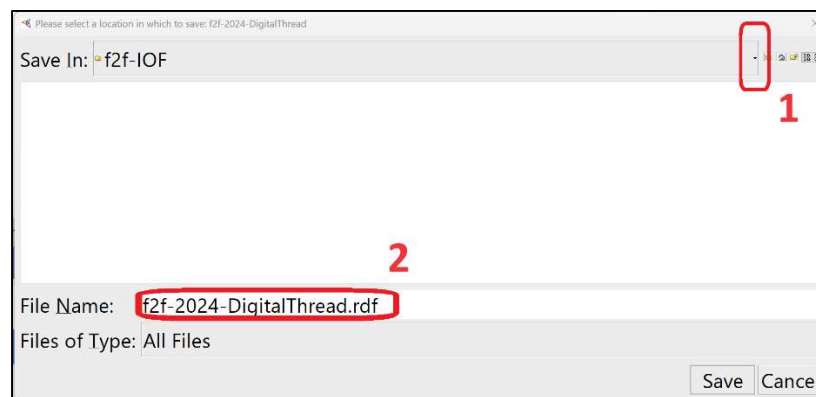 Please select a location in which to save: f2f-2024-DigitalThread
Save In: f2f-IOF
1
2
File Name: f2f-2024-DigitalThread.rdf
Files of Type: All Files
Save Cance